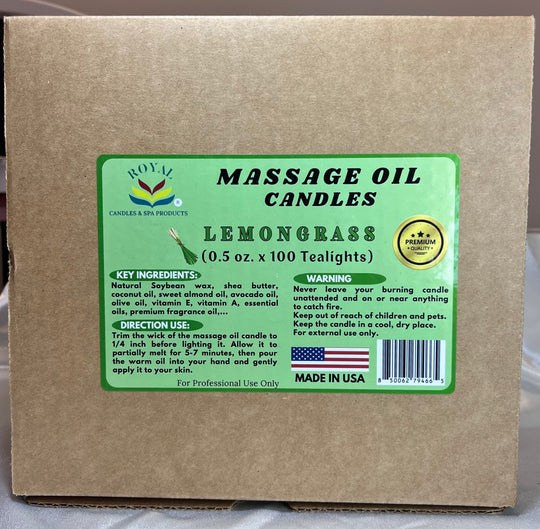 ROYAL
®
CANDLES & SPA PRODUCTS
MASSAGE OIL
CANDLES
LEMONGRASS
(0.5 oz. x 100 Tealights)
PREMIUM
QUALITY
KEY INGREDIENTS:
Natural Soybean wax, shea butter,
coconut oil, sweet almond oil, avocado oil,
olive oil, vitamin E, vitamin A, essential
oils, premium fragrance oil,...
DIRECTION USE:
Trim the wick of the massage oil candle to
1/4 inch before lighting it. Allow it to
partially melt for 5-7 minutes, then pour
the warm oil into your hand and gently
apply it to your skin.
For Professional Use Only
WARNING
Never leave your burning candle
unattended and on or near anything
to catch fire.
Keep out of reach of children and pets.
Keep the candle in a cool, dry place.
For external use only.
MADE IN USA
8 50062 79466 5